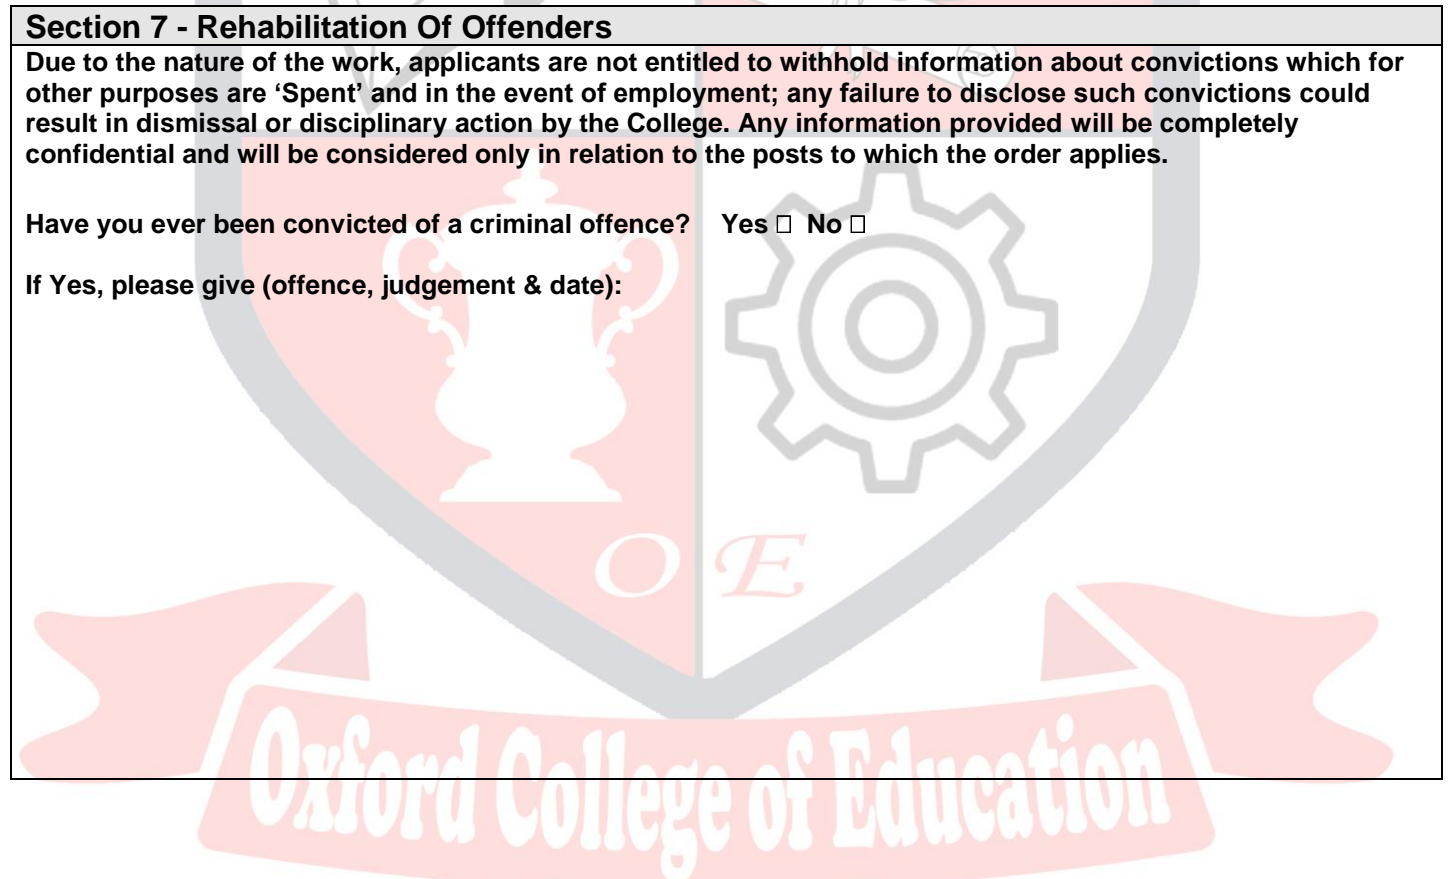 Section 7 - Rehabilitation Of Offenders
Due to the nature of the work, applicants are not entitled to withhold information about convictions which for
other purposes are ‘Spent’ and in the event of employment; any failure to disclose such convictions could
result in dismissal or disciplinary action by the College. Any information provided will be completely
confidential and will be considered only in relation to the posts to which the order applies.
Have you ever been convicted of a criminal offence? Yes □ No □
If Yes, please give (offence, judgement & date):
O E
Oxford College of Education